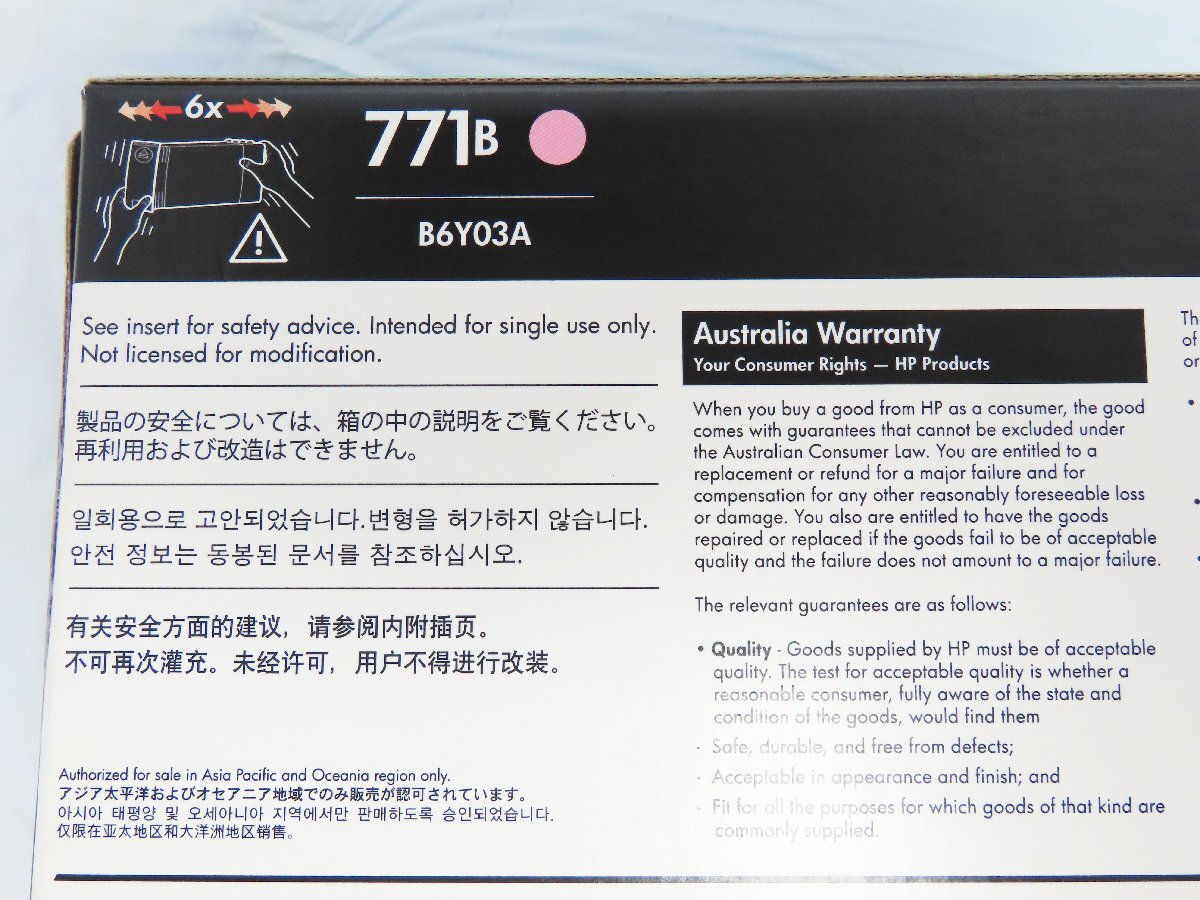 6x
771B
B6Y03A
See insert for safety advice. Intended for single use only.
Not licensed for modification.
製品の安全については、箱の中の説明をご覧ください。
再利用および改造はできません。
일회용으로 고안되었습니다.변형을 허가하지 않습니다.
안전 정보는 동봉된 문서를 참조하십시오.
有关安全方面的建议，请参阅内附插页。
不可再次灌充。未经许可，用户不得进行改装。
Authorized for sale in Asia Pacific and Oceania region only.
アジア太平洋およびオセアニア地域でのみ販売が認可されています。
아시아 태평양 및 오세아니아 지역에서만 판매하도록 승인되었습니다.
仅限在亚太地区和大洋洲地区销售。
Australia Warranty
Your Consumer Rights — HP Products
When you buy a good from HP as a consumer, the good
comes with guarantees that cannot be excluded under
the Australian Consumer Law. You are entitled to a
replacement or refund for a major failure and for
compensation for any other reasonably foreseeable loss
or damage. You also are entitled to have the goods
repaired or replaced if the goods fail to be of acceptable
quality and the failure does not amount to a major failure.
The relevant guarantees are as follows:
• Quality - Goods supplied by HP must be of acceptable
quality. The test for acceptable quality is whether a
reasonable consumer, fully aware of the state and
condition of the goods, would find them
- Safe, durable, and free from defects;
- Acceptable in appearance and finish; and
- Fit for all the purposes for which goods of that kind are
commonly supplied.
Th
of
or